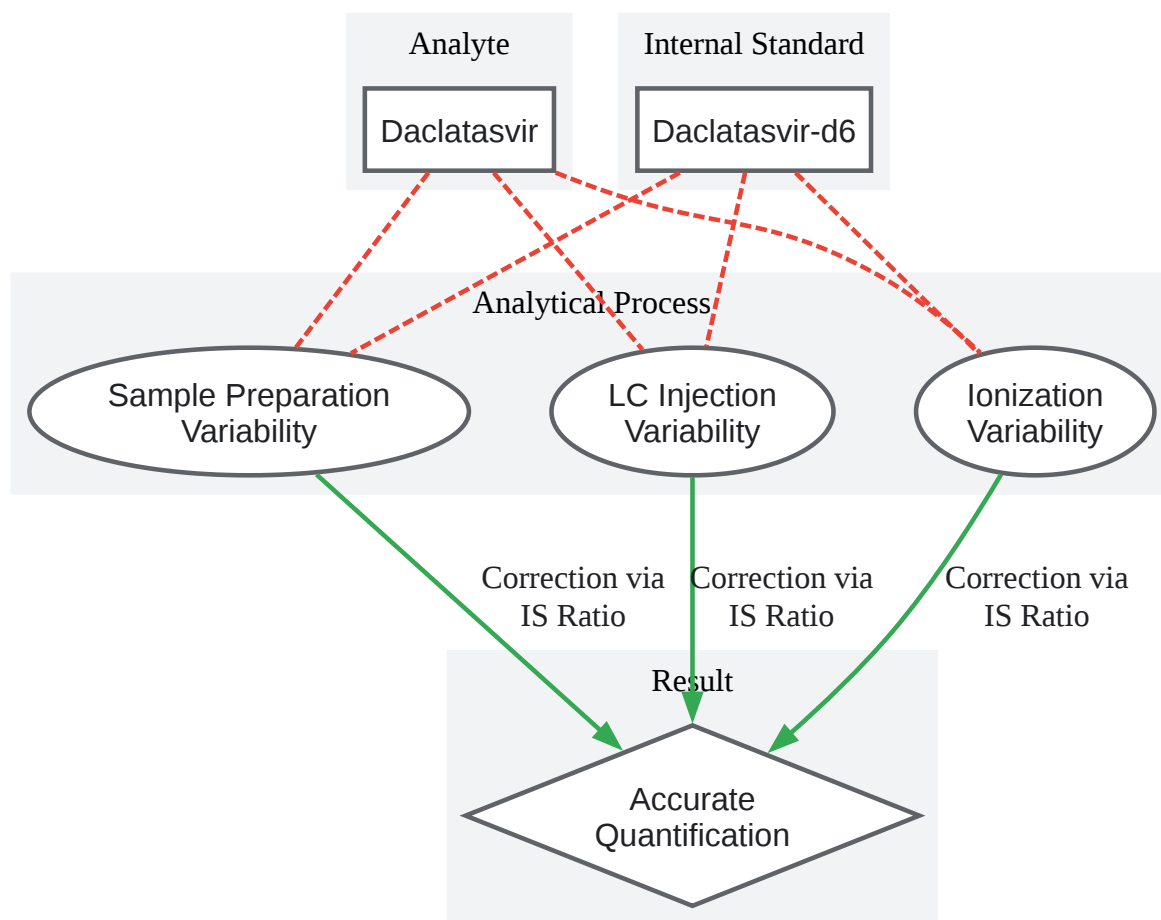 Analyte
Internal Standard
Daclatasvir
Daclatasvir-d6
Analytical Process
Sample Preparation
Variability
LC Injection
Variability
Ionization
Variability
Correction via
IS Ratio
Correction via
IS Ratio
Correction via
IS Ratio
Result
Accurate
Quantification